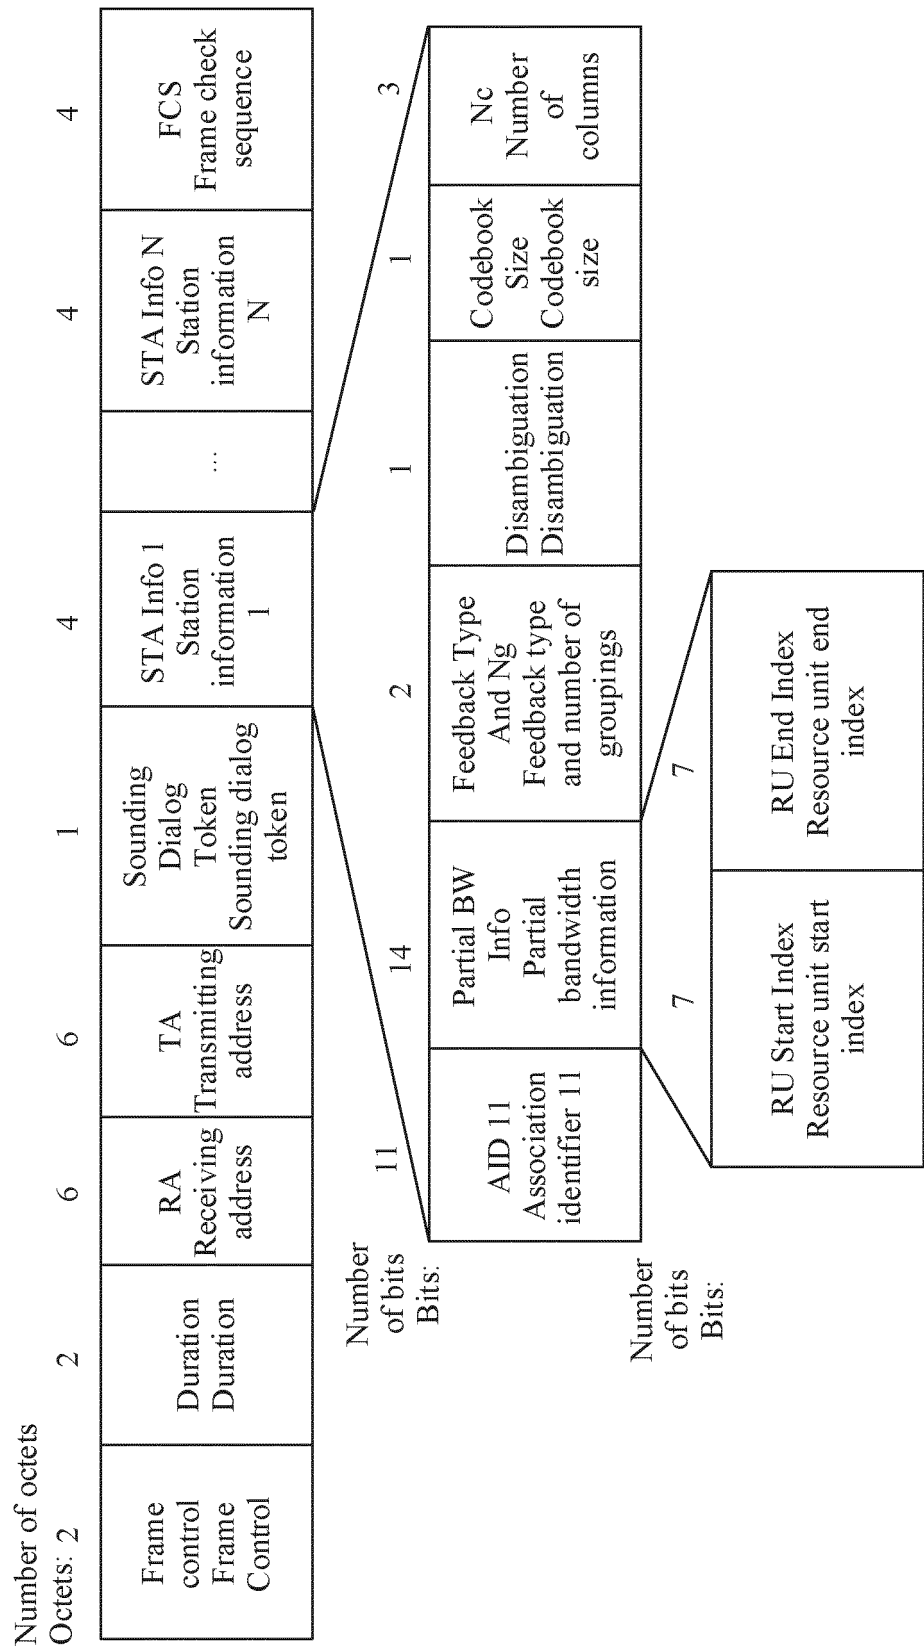 Number of octets
Octets: 2
2
6
6
1
4
4
4
Frame
control
Frame
Control
Duration
Duration
RA
Receiving
address
TA
Transmitting
address
Sounding
Dialog
Token
Sounding dialog
token
STA Info 1
Station
information
1
...
STA Info N
Station
information
N
FCS
Frame check
sequence
Number
of bits
Bits:
11
14
2
1
1
3
AID 11
Association
identifier 11
Partial BW
Info
Partial
bandwidth
information
Feedback Type
And Ng
Feedback type
and number of
groupings
Disambiguation
Disambiguation
Codebook
Size
Codebook
size
Nc
Number
of
columns
Number
of bits
Bits:
7
7
RU Start Index
Resource unit start
index
RU End Index
Resource unit end
index